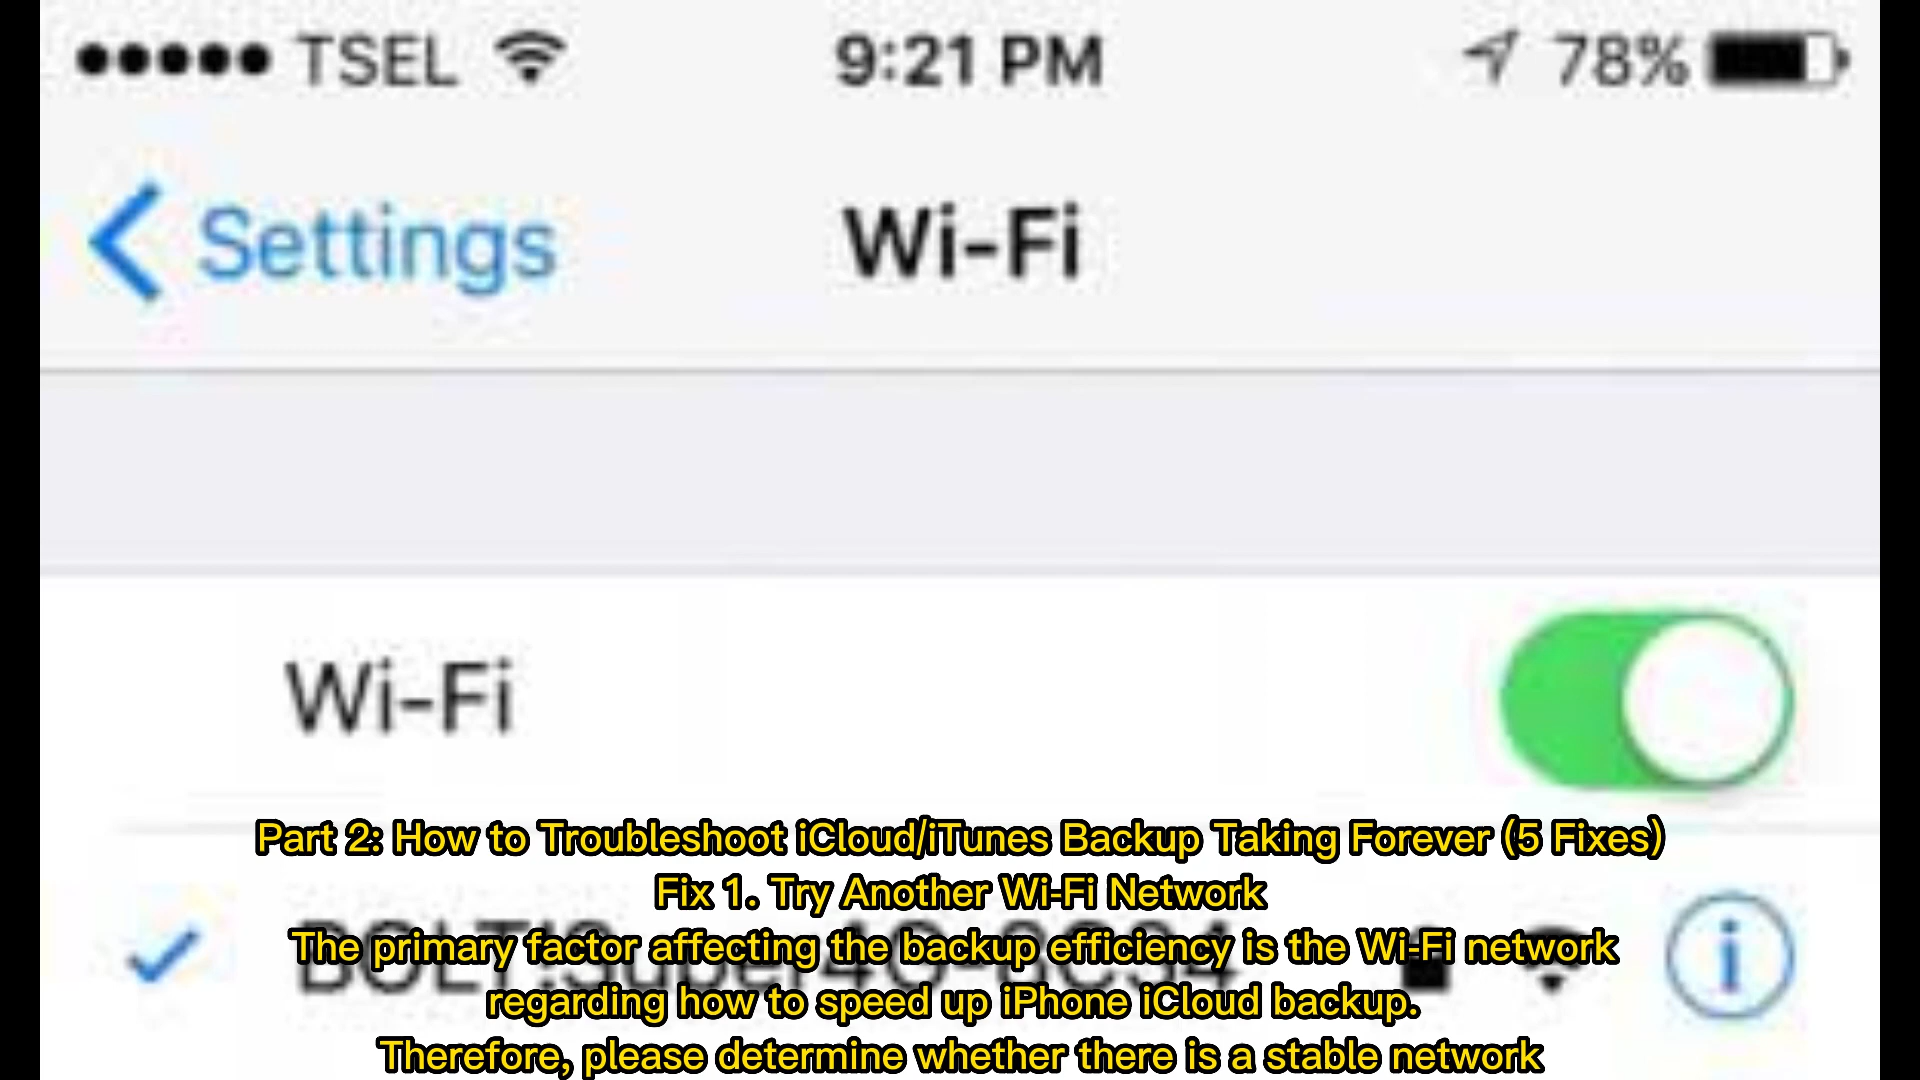 TSEL 9:21 PM 78%
Settings Wi-Fi
Wi-Fi
Part 2: How to Troubleshoot iCloud/iTunes Backup Taking Forever (5 Fixes)
Fix 1. Try Another Wi-Fi Network
The primary factor affecting the backup efficiency is the Wi-Fi network
regarding how to speed up iPhone iCloud backup.
Therefore, please determine whether there is a stable network